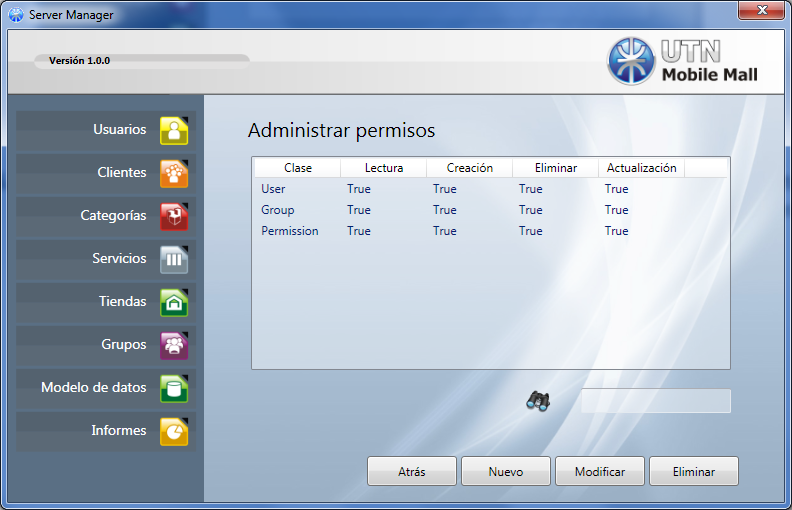 Server Manager
Versión 1.0.0
UTN
Mobile Mall
Usuarios
Clientes
Categorías
Servicios
Tiendas
Grupos
Modelo de datos
Informes
Administrar permisos
Clase Lectura Creación Eliminar Actualización
User True True True True
Group True True True True
Permission True True True True
Atrás Nuevo Modificar Eliminar